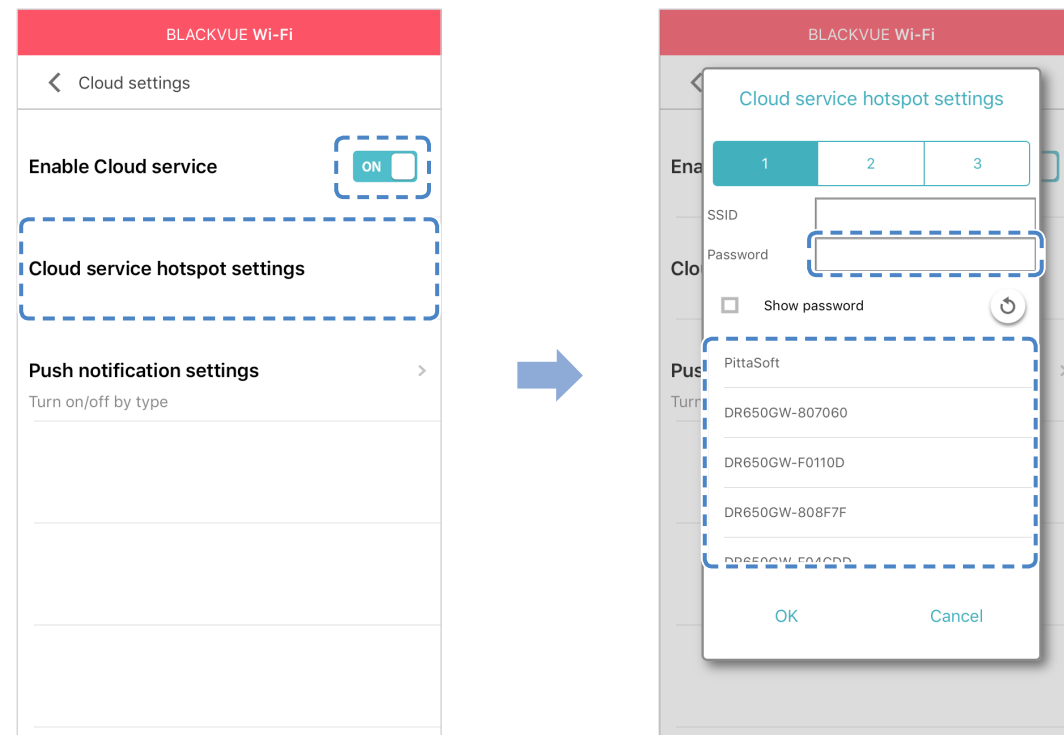 BLACKVUE Wi-Fi
Cloud settings
Enable Cloud service
ON
Cloud service hotspot settings
Push notification settings
Turn on/off by type
BLACKVUE Wi-Fi
Cloud service hotspot settings
1 2 3
Ena
SSID
Password
Clo
Show password
PittaSoft
Pus
Turn
DR650GW-807060
DR650GW-F0110D
DR650GW-808F7F
OK Cancel